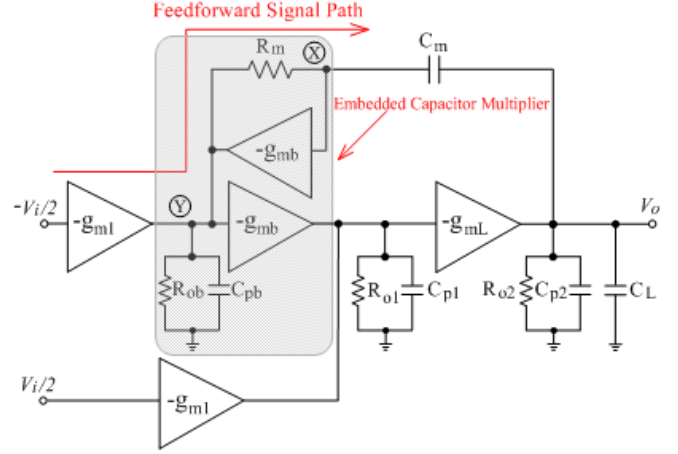 Feedforward Signal Path
Rm
X
Cm
Embedded Capacitor Multiplier
-gmb
-Vi/2
-gm1
Y
-gmb
-gmL
Vo
Rob
Cpb
Ro1
Cp1
Ro2
Cp2
CL
Vi/2
-gm1